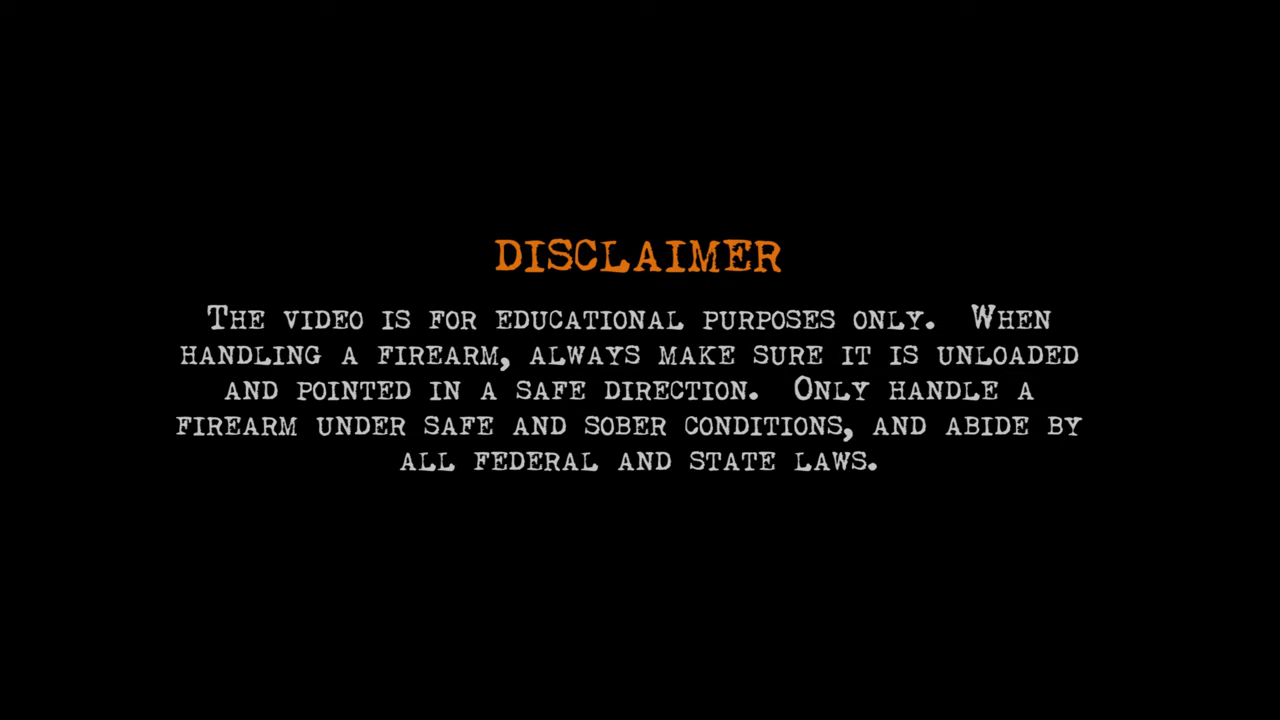 DISCLAIMER
THE VIDEO IS FOR EDUCATIONAL PURPOSES ONLY. WHEN
HANDLING A FIREARM, ALWAYS MAKE SURE IT IS UNLOADED
AND POINTED IN A SAFE DIRECTION. ONLY HANDLE A
FIREARM UNDER SAFE AND SOBER CONDITIONS, AND ABIDE BY
ALL FEDERAL AND STATE LAWS.